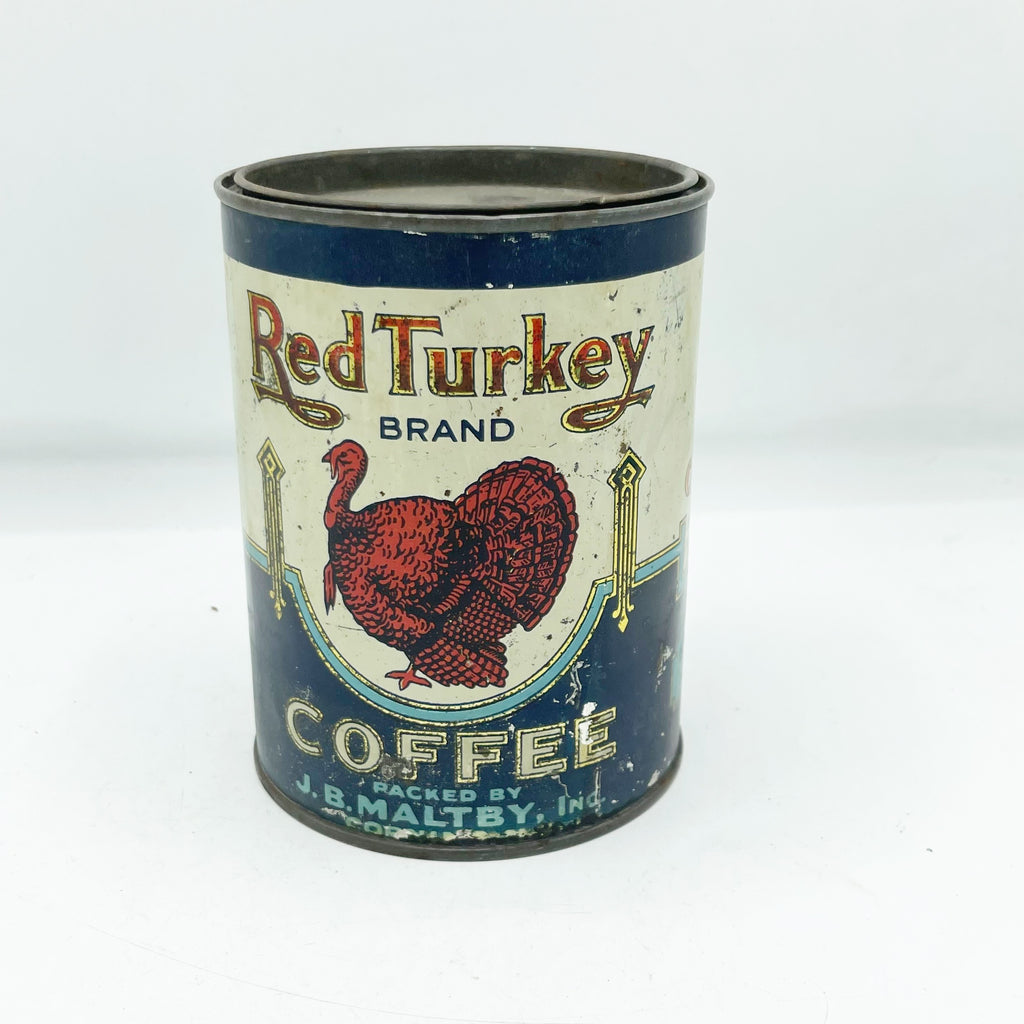 Red Turkey
BRAND
COFFEE
PACKED BY
J. B. MALTBY, INC.